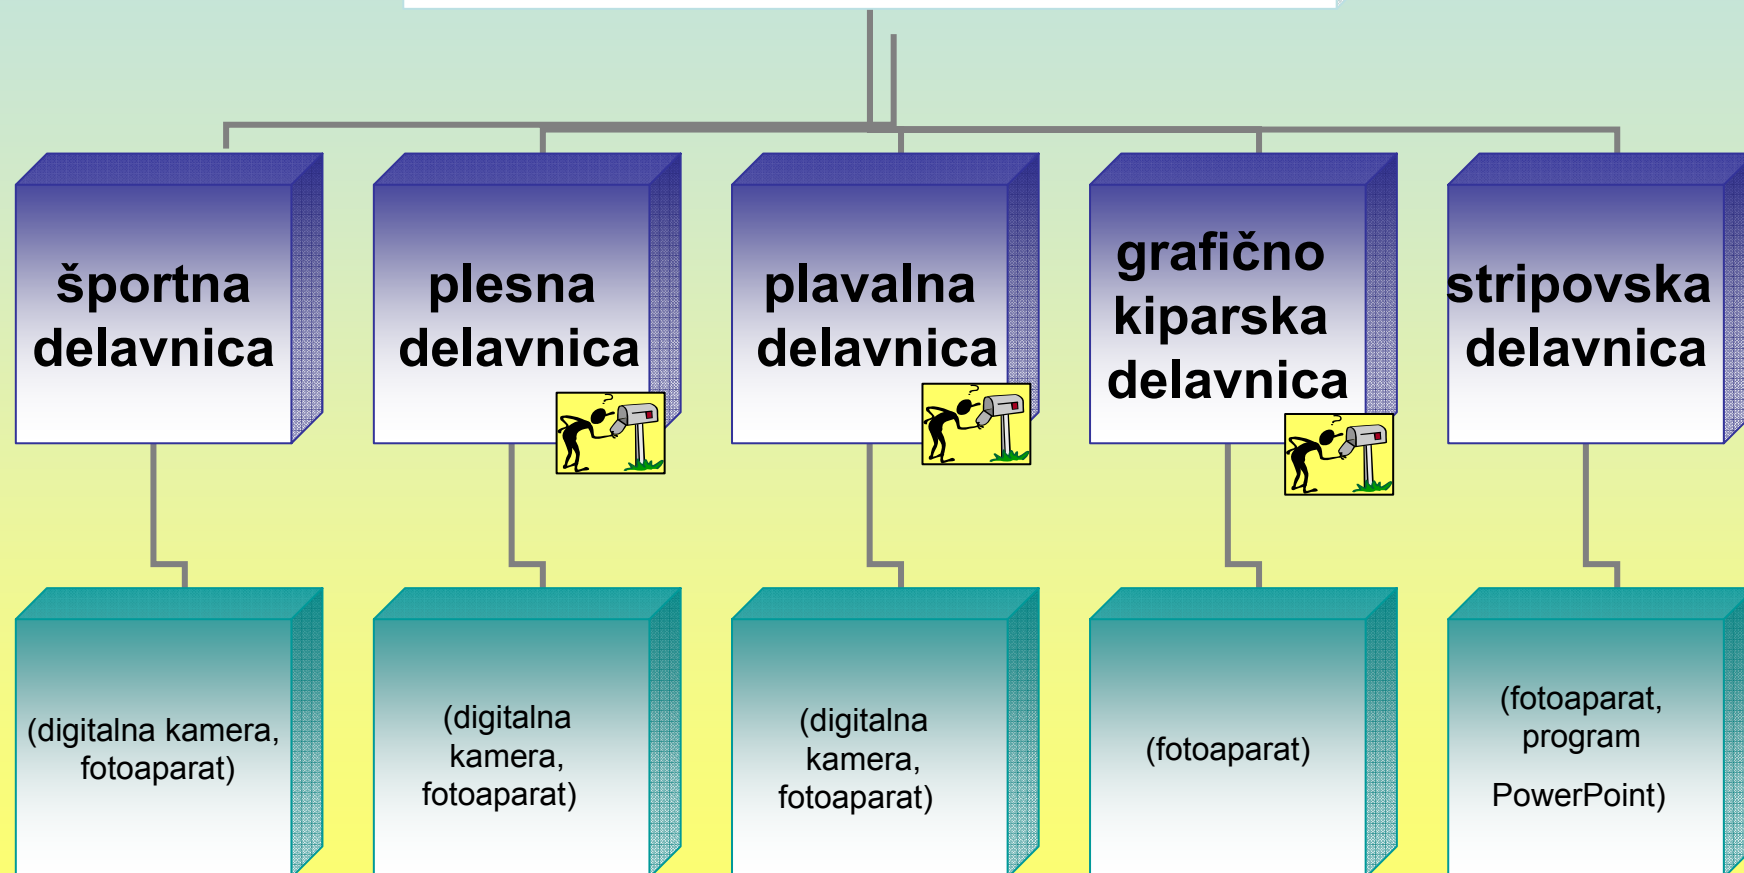 športna
delavnica
plesna
delavnica
plavalna
delavnica
grafično
kiparska
delavnica
stripovska
delavnica
(digitalna kamera,
fotoaparat)
(digitalna
kamera,
fotoaparat)
(digitalna
kamera,
fotoaparat)
(fotoaparat)
(fotoaparat,
program
PowerPoint)